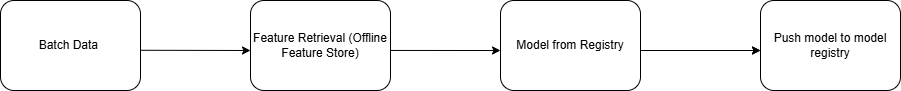 Batch Data
Feature Retrieval (Offline
Feature Store)
Model from Registry
Push model to model
registry